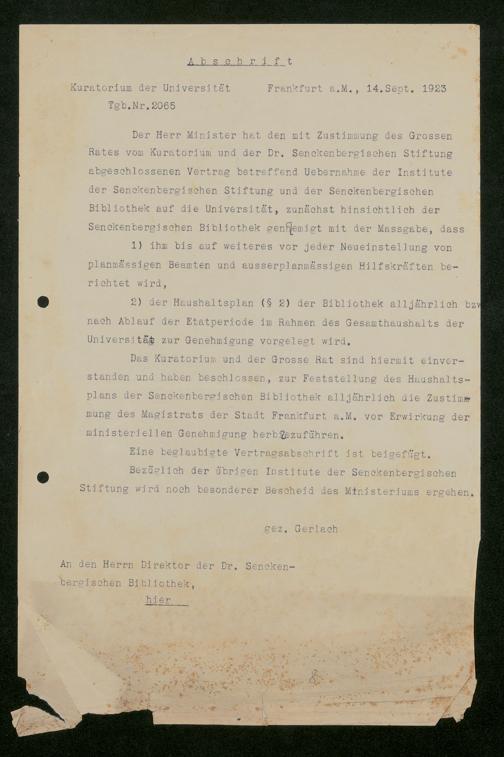 Abschrift
Kuratorium der Universität Frankfurt a.M., 14.Sept. 1923
Tgb.Nr.2065
Der Herr Minister hat den mit Zustimmung des Grossen
Rates vom Kuratorium und der Dr. Senckenbergischen Stiftung
abgeschlossenen Vertrag betreffend Uebernahme der Institute
der Senckenbergischen Stiftung und der Senckenbergischen
Bibliothek auf die Universität, zunächst hinsichtlich der
Senckenbergischen Bibliothek genehmigt mit der Massgabe, dass
1) ihm bis auf weiteres vor jeder Neueinstellung von
planmässigen Beamten und ausserplanmässigen Hilfskräften be-
richtet wird,
2) der Haushaltsplan (§ 2) der Bibliothek alljährlich bzw
nach Ablauf der Etatperiode im Rahmen des Gesamthaushalts der
Universität zur Genehmigung vorgelegt wird.
Das Kuratorium und der Grosse Rat sind hiermit einver-
standen und haben beschlossen, zur Feststellung des Haushalts-
plans der Senckenbergischen Bibliothek alljährlich die Zustim-
mung des Magistrats der Stadt Frankfurt a.M. vor Erwirkung der
ministeriellen Genehmigung herbeizuführen.
Eine beglaubigte Vertragsabschrift ist beigefügt.
Bezüglich der übrigen Institute der Senckenbergischen
Stiftung wird noch besonderer Bescheid des Ministeriums ergehen.
gez. Gerlach
An den Herrn Direktor der Dr. Sencken-
bergischen Bibliothek,
hier